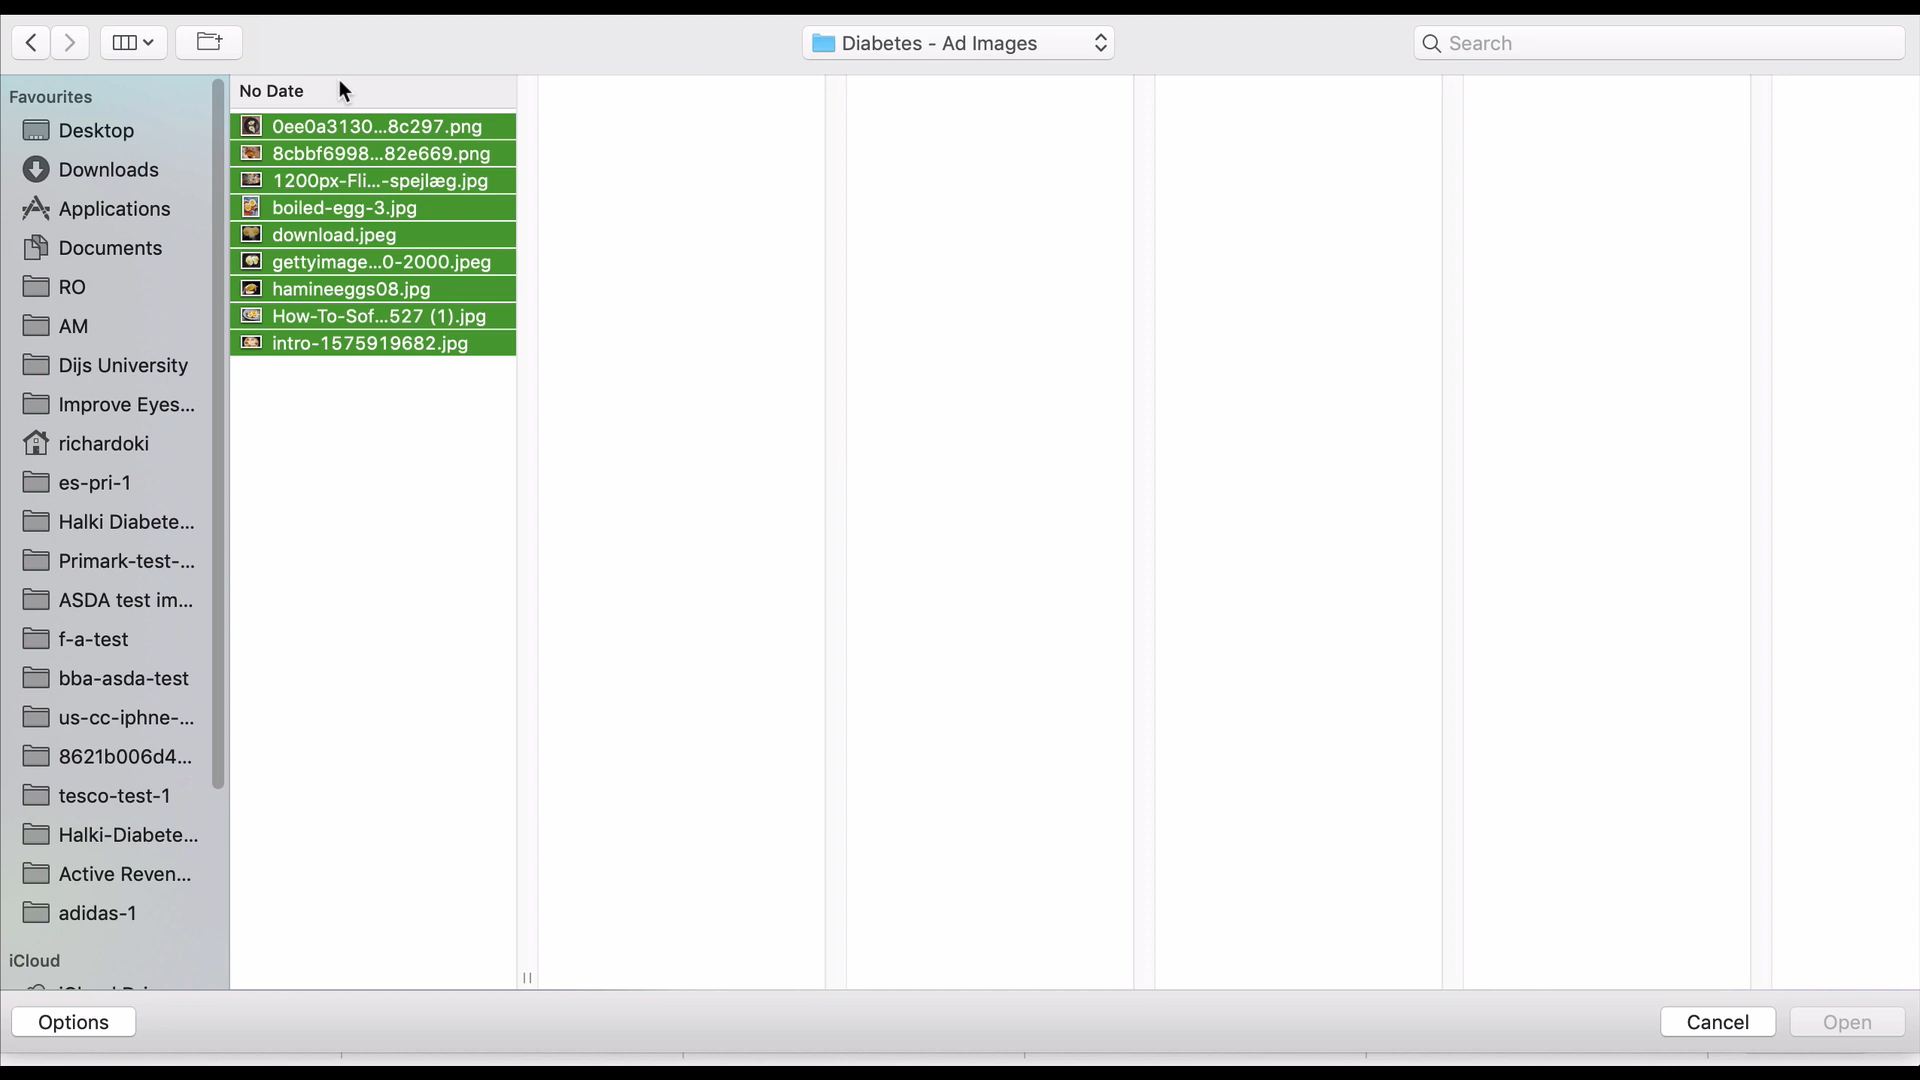 Diabetes - Ad Images
Search
Favourites
Desktop
Downloads
Applications
Documents
RO
AM
Dijs University
Improve Eyes...
richardoki
es-pri-1
Halki Diabete...
Primark-test-...
ASDA test im...
f-a-test
bba-asda-test
us-cc-iphne-...
8621b006d4...
tesco-test-1
Halki-Diabete...
Active Reven...
adidas-1
iCloud
No Date
0ee0a3130...8c297.png
8cbbf6998...82e669.png
1200px-Fli...-spejlæg.jpg
boiled-egg-3.jpg
download.jpeg
gettyimage...0-2000.jpeg
hamineeggs08.jpg
How-To-Sof...527 (1).jpg
intro-1575919682.jpg
Options
Cancel
Open